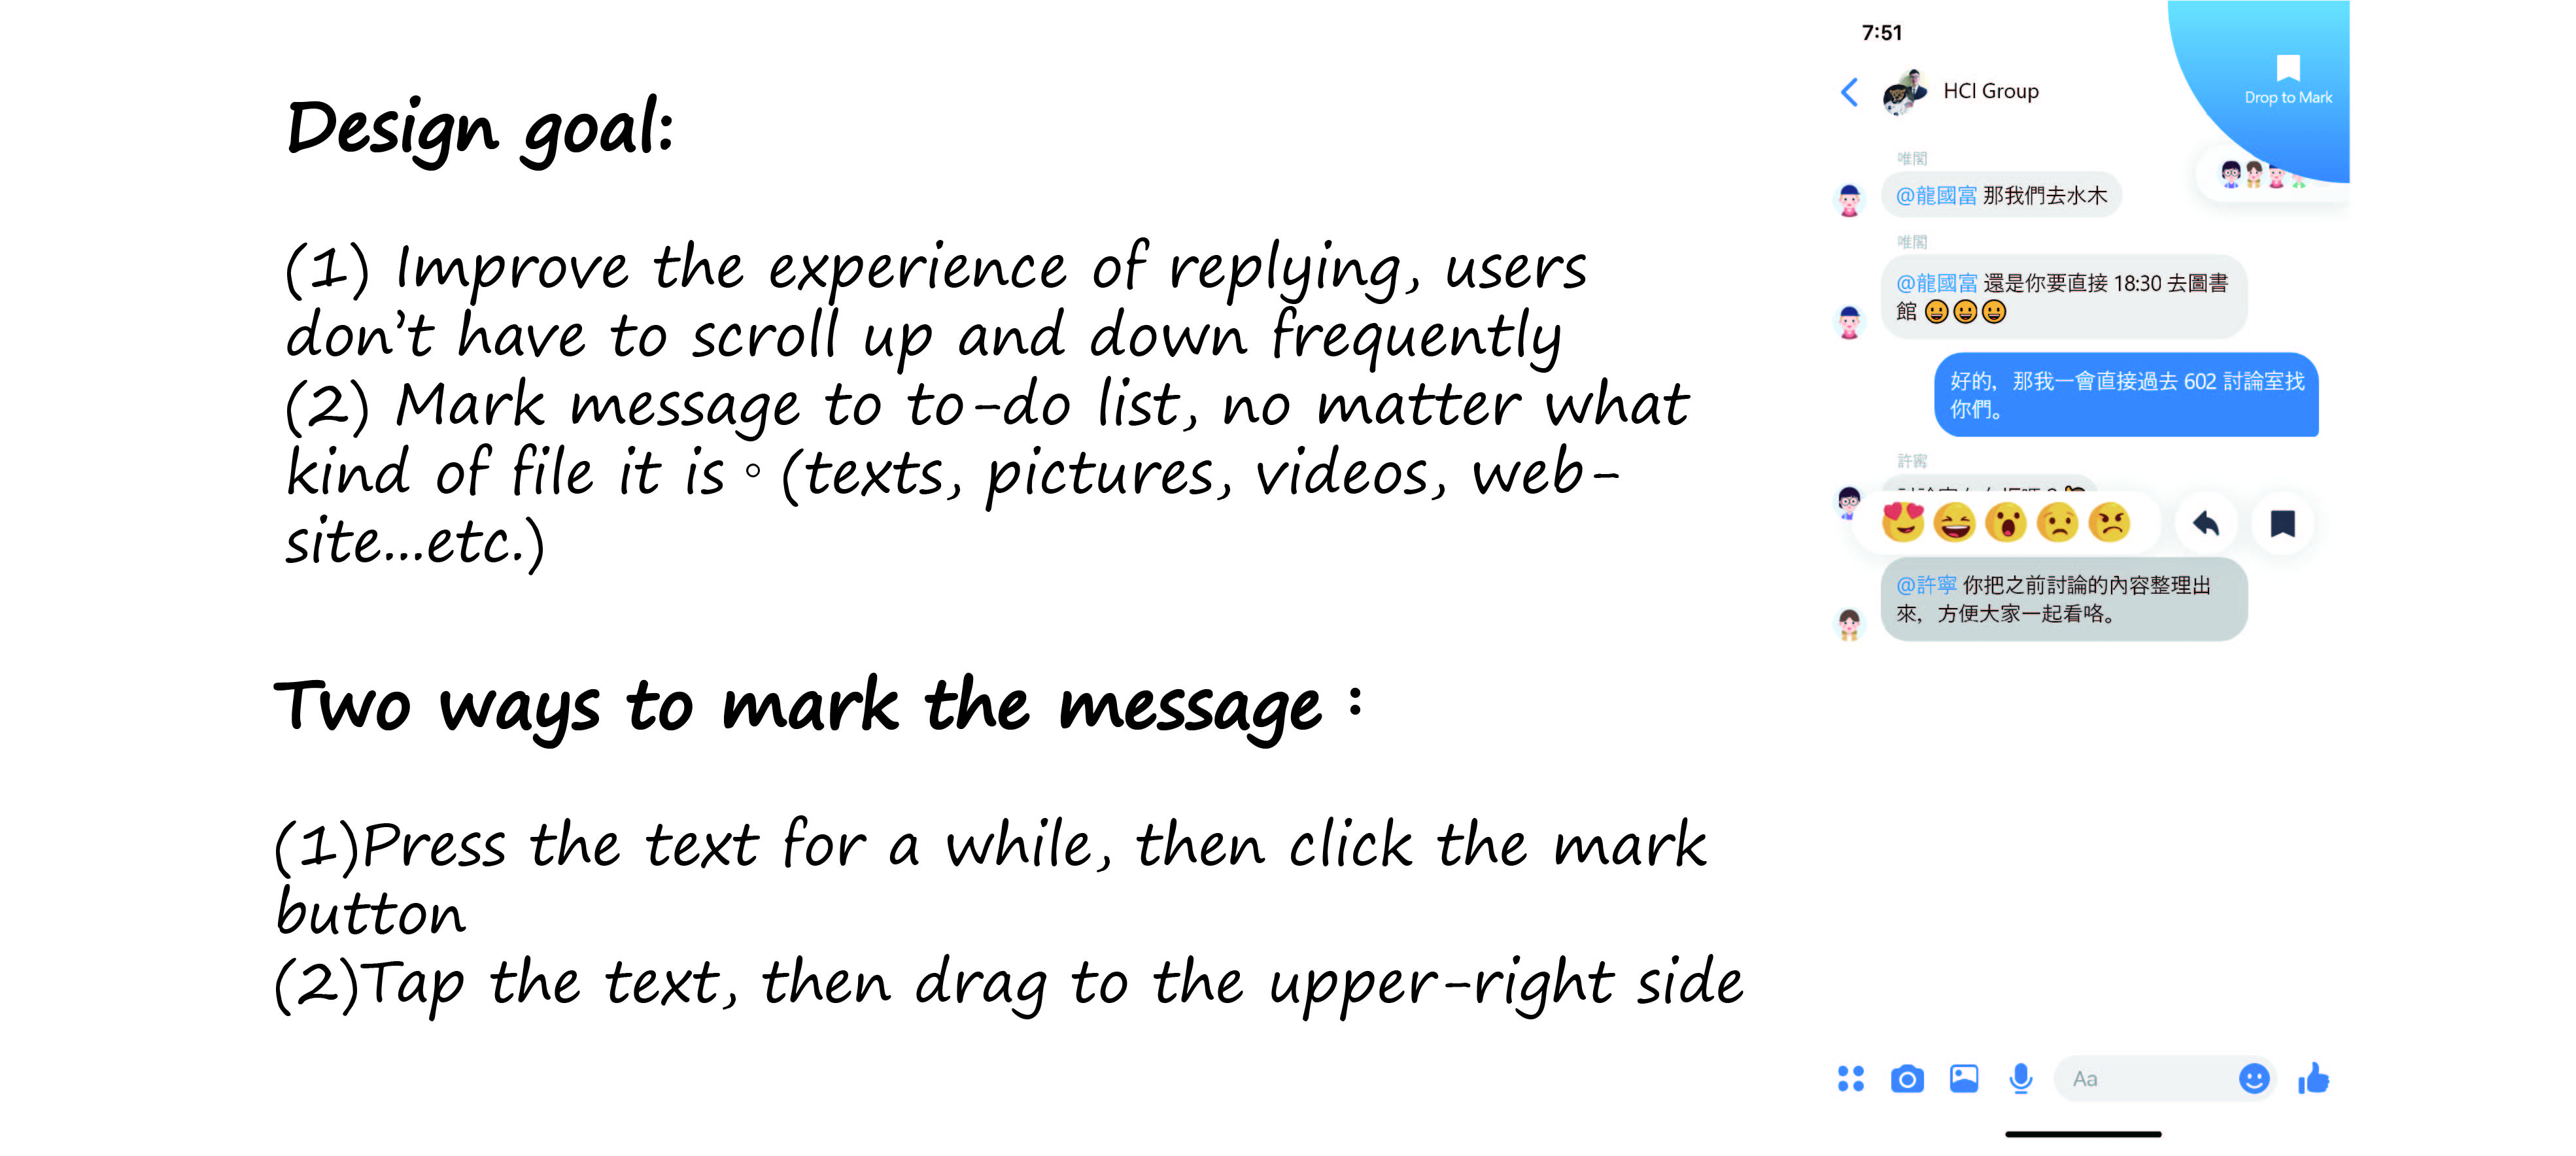 Design goal:
(1) Improve the experience of replying, users
don't have to scroll up and down frequently
(2) Mark message to to-do list, no matter what
kind of file it is。(texts, pictures, videos, web-
site...etc.)
Two ways to mark the message：
(1)Press the text for a while, then click the mark
button
(2)Tap the text, then drag to the upper-right side
7:51
Drop to Mark
HCI Group
唯閣
@龍國富 那我們去水木
唯閣
@龍國富 還是你要直接 18:30 去圖書
館 😀😀😀
好的，那我一會直接過去 602 討論室找
你們。
許寗
@許寧 你把之前討論的內容整理出
來，方便大家一起看咯。
Aa